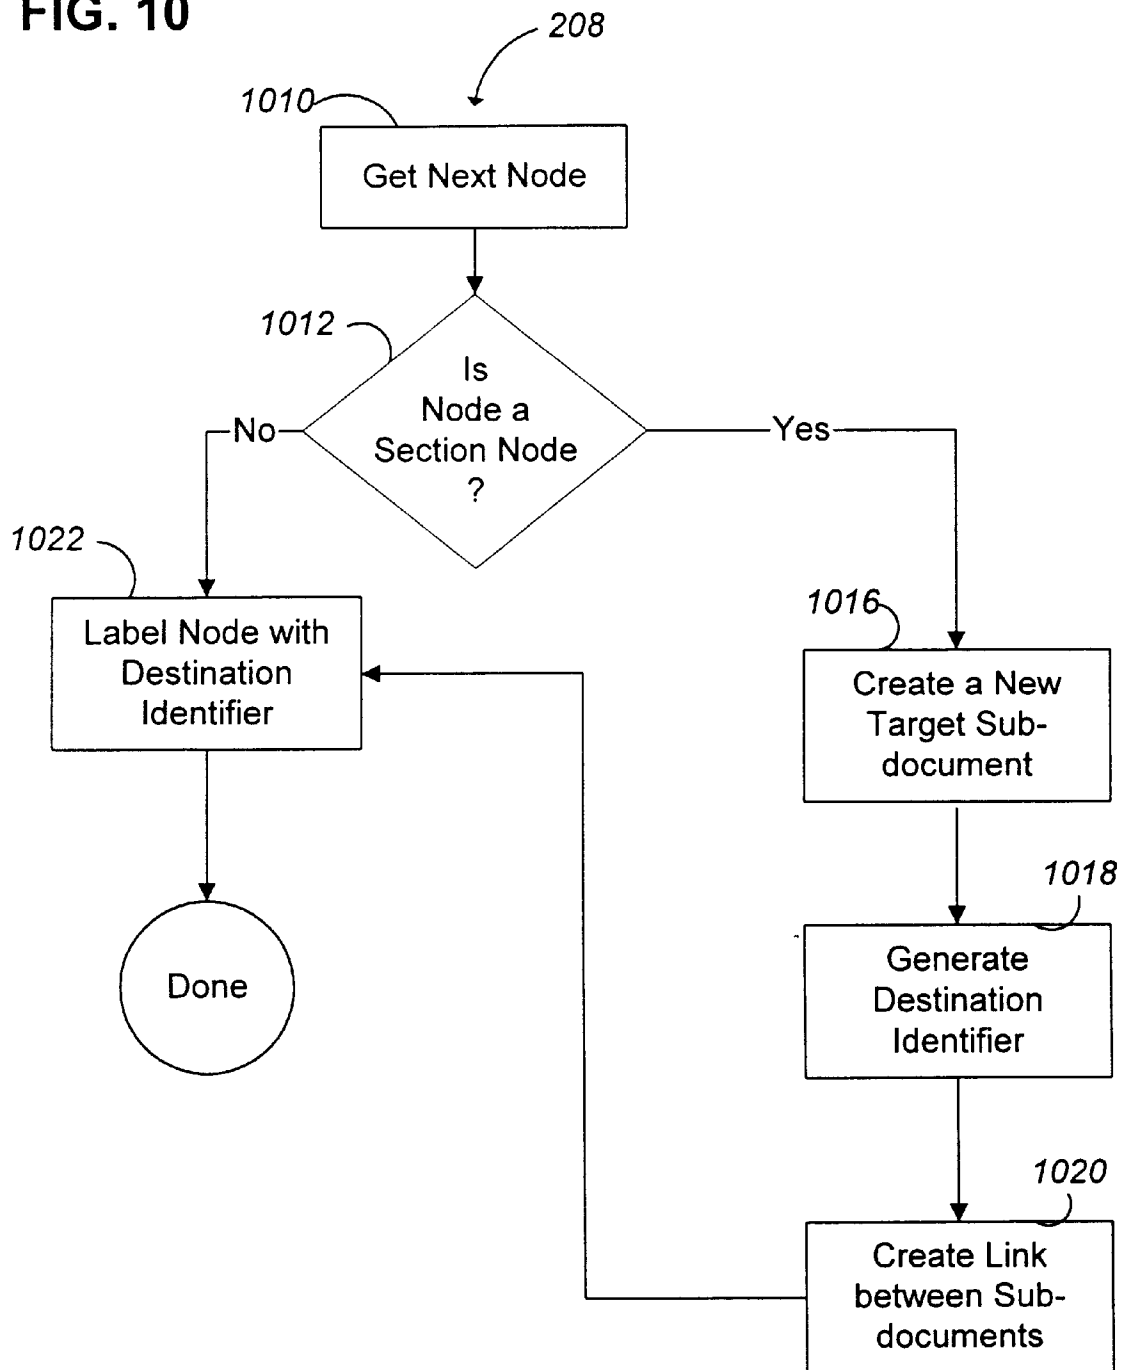 FIG. 10
208
1010
Get Next Node
1012
Is
Node a
Section Node
?
No
Yes
1022
Label Node with
Destination
Identifier
1016
Create a New
Target Sub-
document
1018
Generate
Destination
Identifier
Done
1020
Create Link
between Sub-
documents